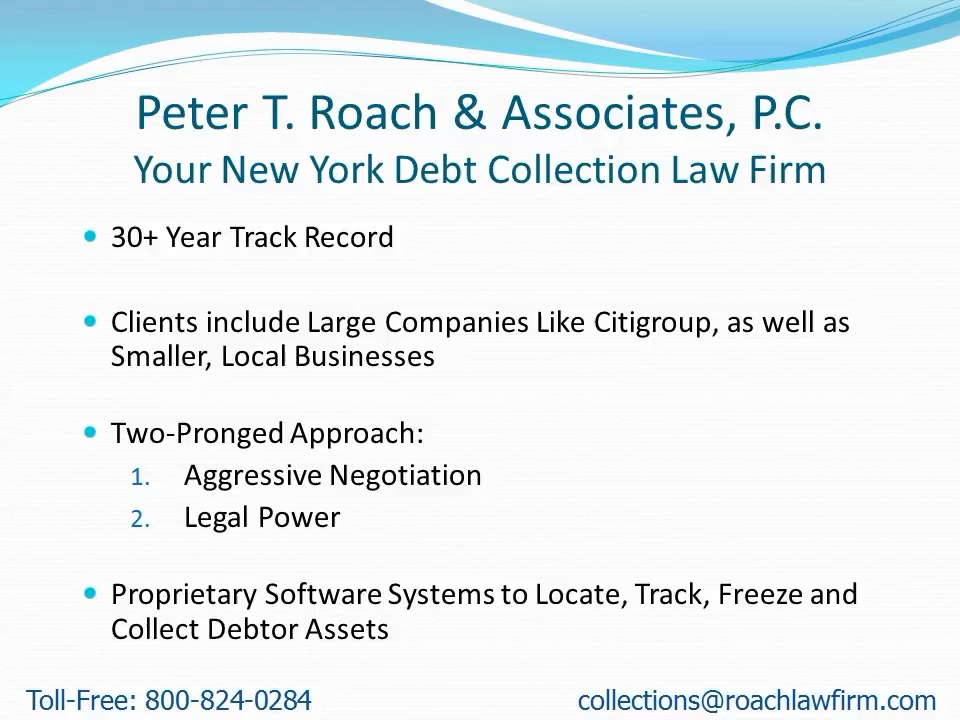 Peter T. Roach & Associates, P.C.
Your New York Debt Collection Law Firm
• 30+ Year Track Record
• Clients include Large Companies Like Citigroup, as well as
Smaller, Local Businesses
• Two-Pronged Approach:
1. Aggressive Negotiation
2. Legal Power
• Proprietary Software Systems to Locate, Track, Freeze and
Collect Debtor Assets
Toll-Free: 800-824-0284
collections@roachlawfirm.com